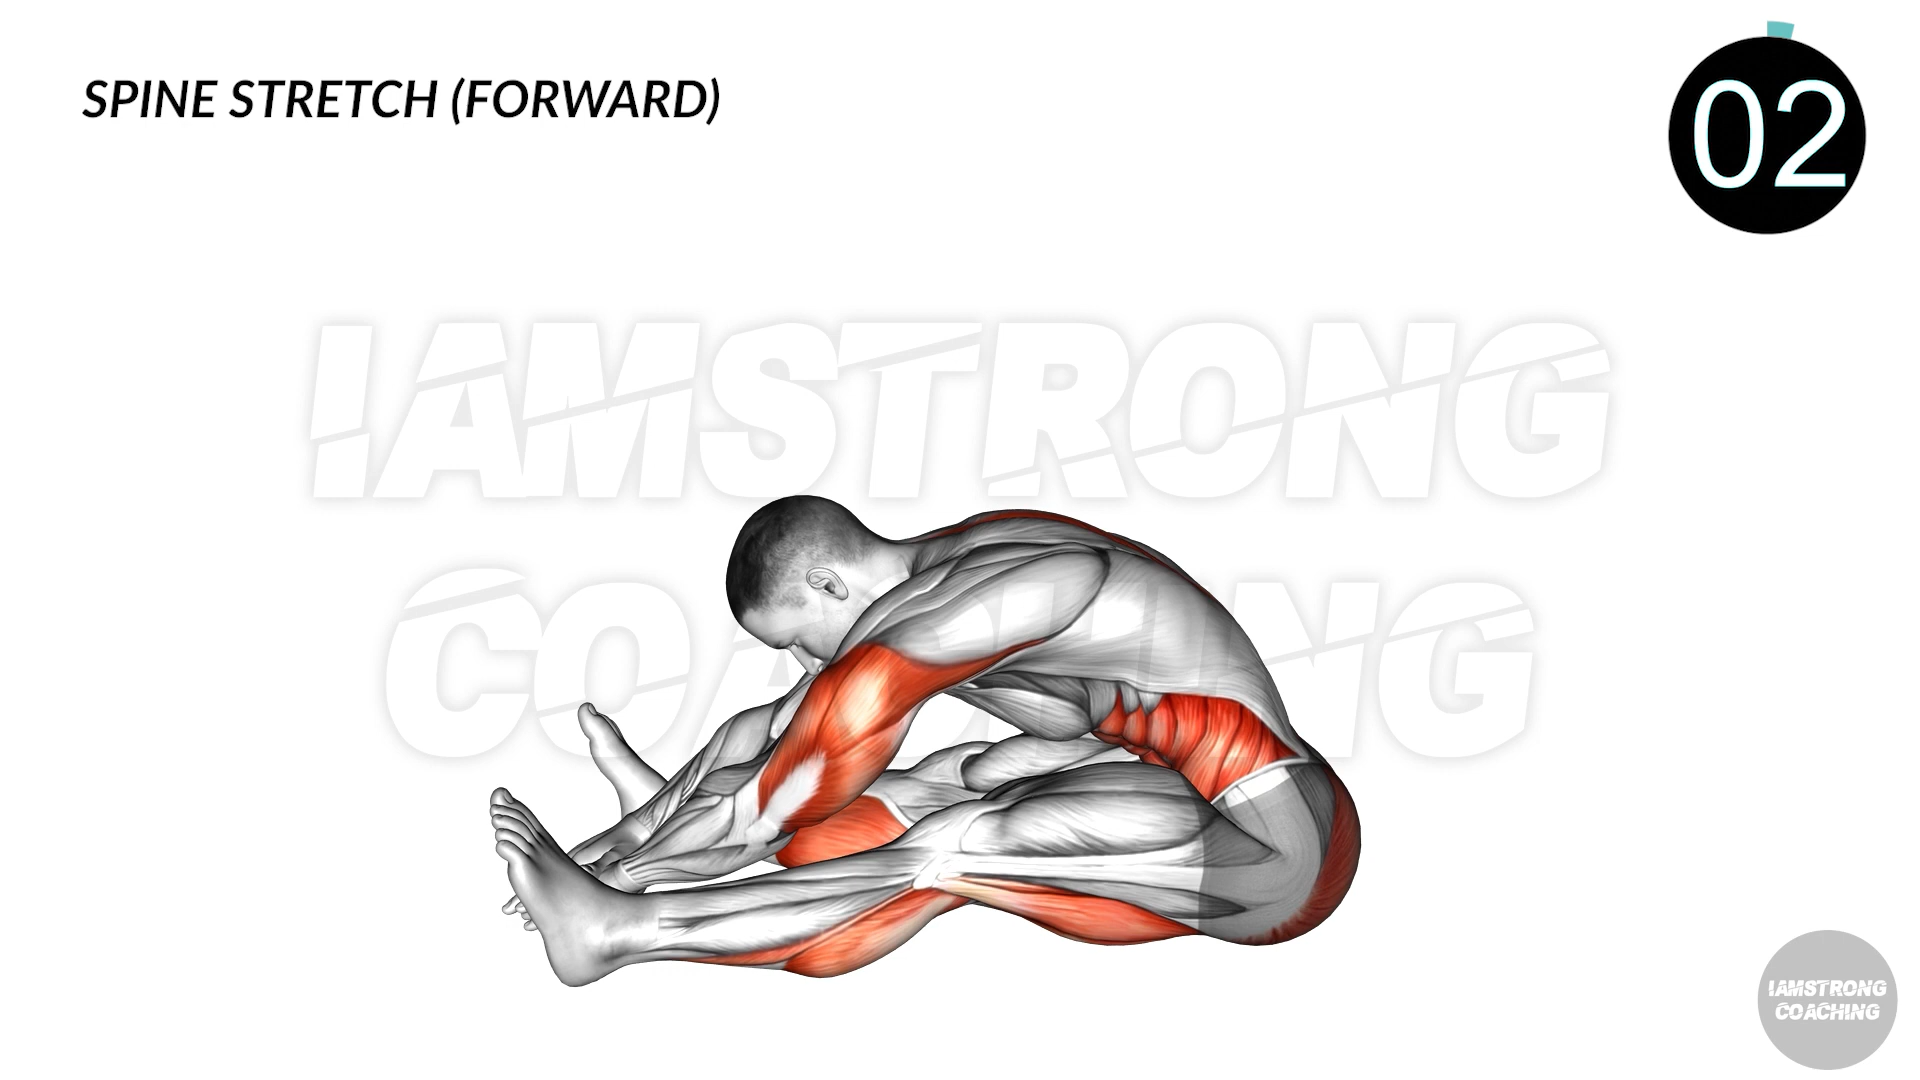 SPINE STRETCH (FORWARD)
02
IAMSTRONG
COACHING
IAMSTRONG
COACHING